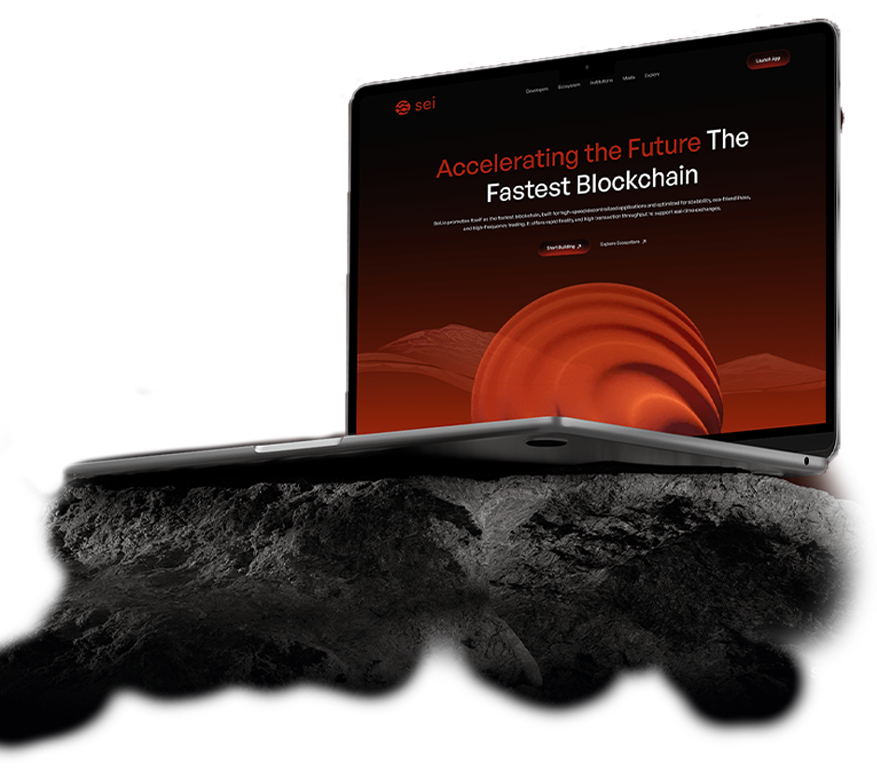 sei
Developers Ecosystem Institutions Media Explore
Launch App
Accelerating the Future The
Fastest Blockchain
Sei promotes itself as the fastest blockchain, built for high-speed decentralized applications and optimized for scalability, user-friendliness,
and high-frequency trading. It offers rapid finality and high transaction throughput to support real-time exchanges.
Start Building Explore Ecosystem